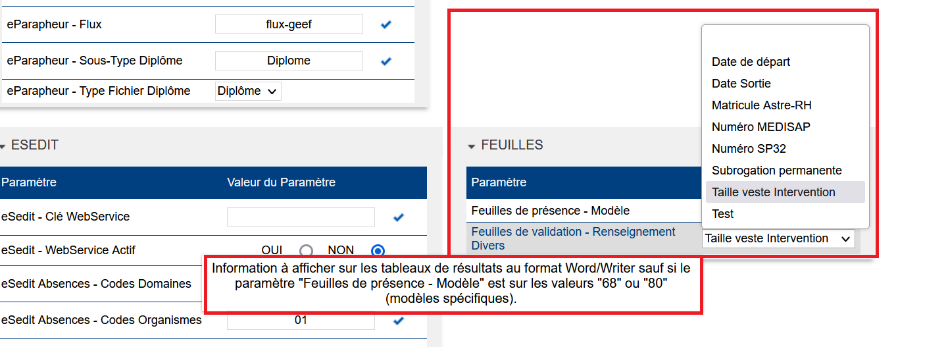 eParapheur - Flux
flux-geef
eParapheur - Sous-Type Diplôme
Diplome
eParapheur - Type Fichier Diplôme
Diplôme
ESEDIT
Paramètre
Valeur du Paramètre
eSedit - Clé WebService
eSedit - WebService Actif
OUI
NON
eSedit Absences - Codes Domaines
eSedit Absences - Codes Organismes
01
Information à afficher sur les tableaux de résultats au format Word/Writer sauf si le
paramètre "Feuilles de présence - Modèle" est sur les valeurs "68" ou "80"
(modèles spécifiques).
FEUILLES
Paramètre
Feuilles de présence - Modèle
Feuilles de validation - Renseignement
Divers
Date de départ
Date Sortie
Matricule Astre-RH
Numéro MEDISAP
Numéro SP32
Subrogation permanente
Taille veste Intervention
Test
Taille veste Intervention